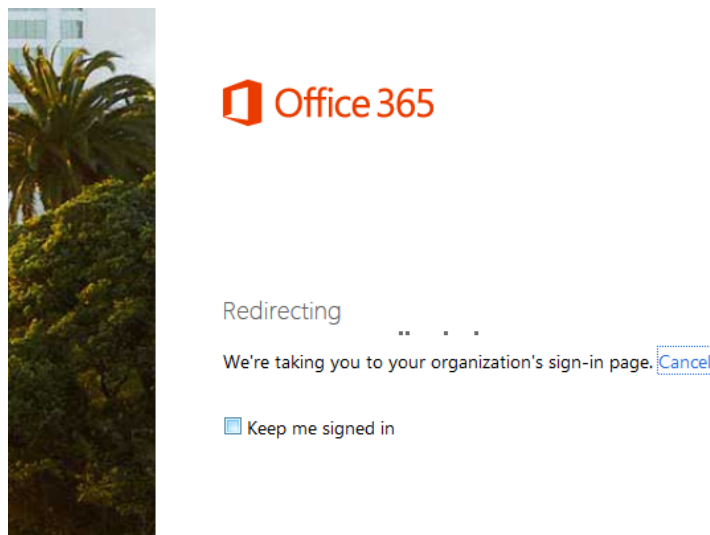 Office 365
Redirecting
We're taking you to your organization's sign-in page. Cancel
Keep me signed in